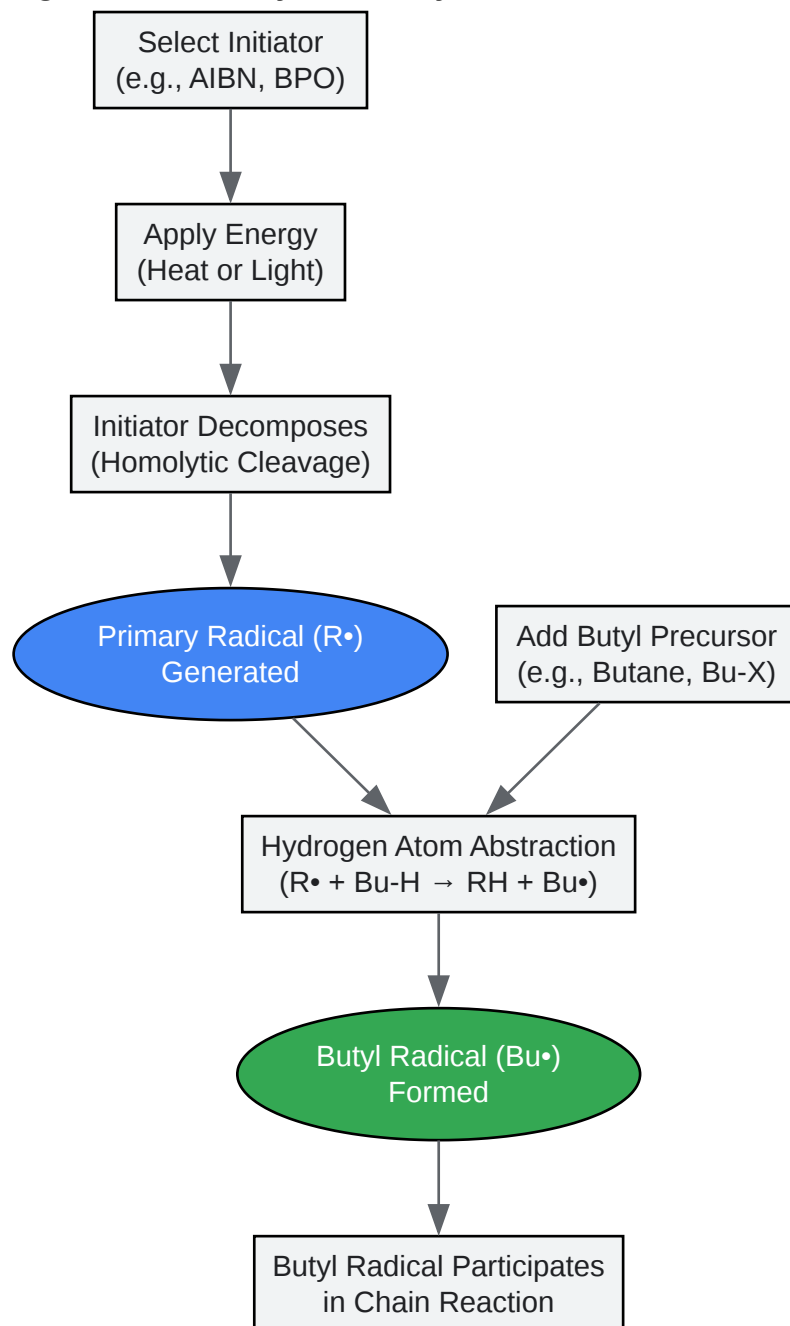 Select Initiator
(e.g., AIBN, BPO)
Apply Energy
(Heat or Light)
Initiator Decomposes
(Homolytic Cleavage)
Primary Radical (R•)
Generated
Add Butyl Precursor
(e.g., Butane, Bu-X)
Hydrogen Atom Abstraction
(R• + Bu-H → RH + Bu•)
Butyl Radical (Bu•)
Formed
Butyl Radical Participates
in Chain Reaction